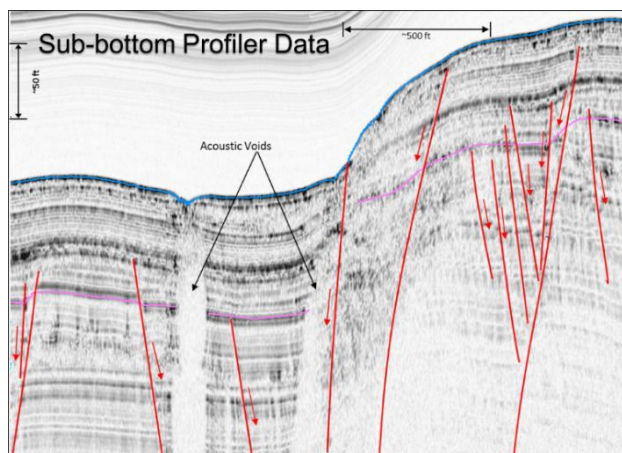 Sub-bottom Profiler Data
~500 ft
~50 ft
Acoustic Voids